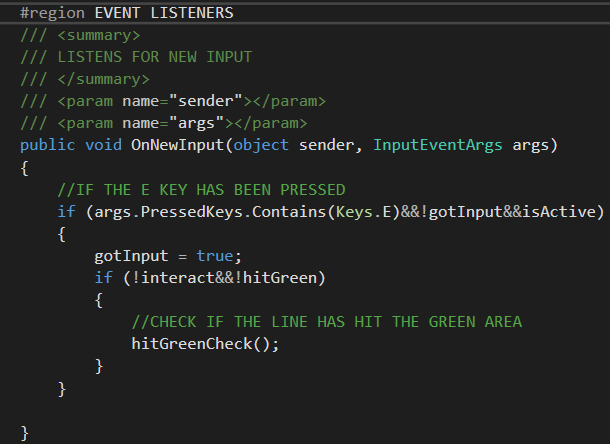 #region EVENT LISTENERS
/// <summary>
/// LISTENS FOR NEW INPUT
/// </summary>
/// <param name="sender"></param>
/// <param name="args"></param>
public void OnNewInput(object sender, InputEventArgs args)
{
    //IF THE E KEY HAS BEEN PRESSED
    if (args.PressedKeys.Contains(Keys.E)&&!gotInput&&isActive)
    {
        gotInput = true;
        if (!interact&&!hitGreen)
        {
            //CHECK IF THE LINE HAS HIT THE GREEN AREA
            hitGreenCheck();
        }
    }
}